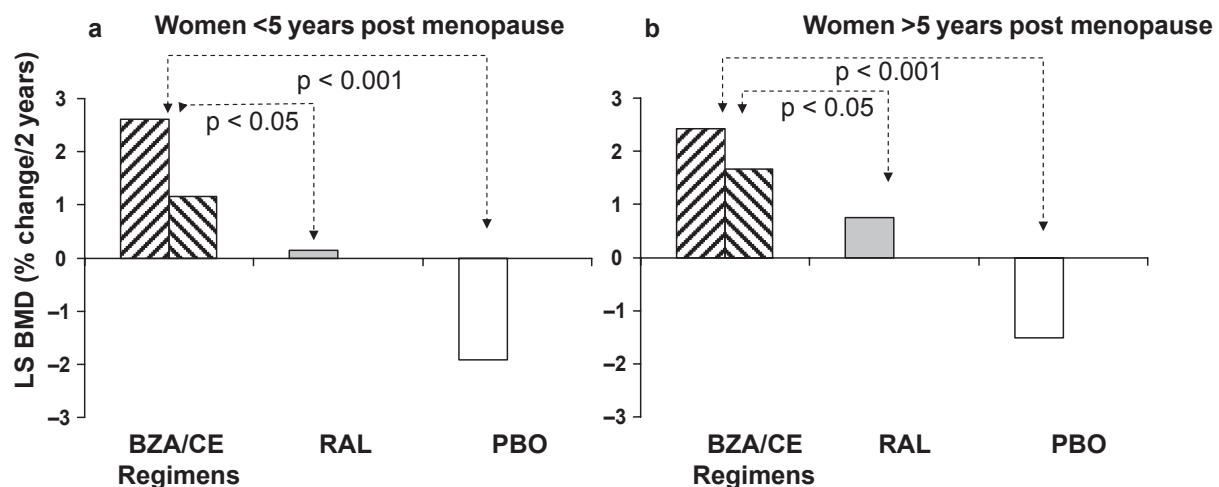 a
Women <5 years post menopause
LS BMD (% change/2 years)
p < 0.001
p < 0.05
3
2
1
0
–1
–2
–3
BZA/CE
Regimens
RAL
PBO
b
Women >5 years post menopause
p < 0.001
p < 0.05
3
2
1
0
–1
–2
–3
BZA/CE
Regimens
RAL
PBO